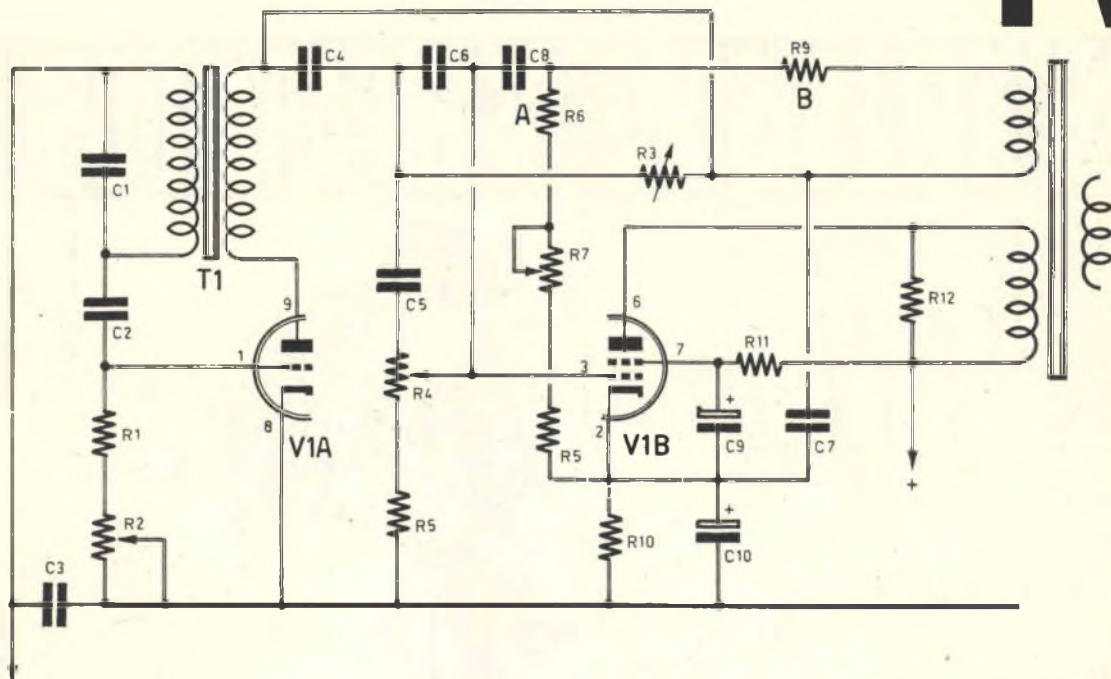 C4
C6
C8
R9
A
R6
B
C1
R3
T1
C2
C5
R7
R12
9
6
1
R4
3
7
R11
R1
8
V1A
2
V1B
R5
C9
+
C7
+
R2
R5
R10
+
C10
C3